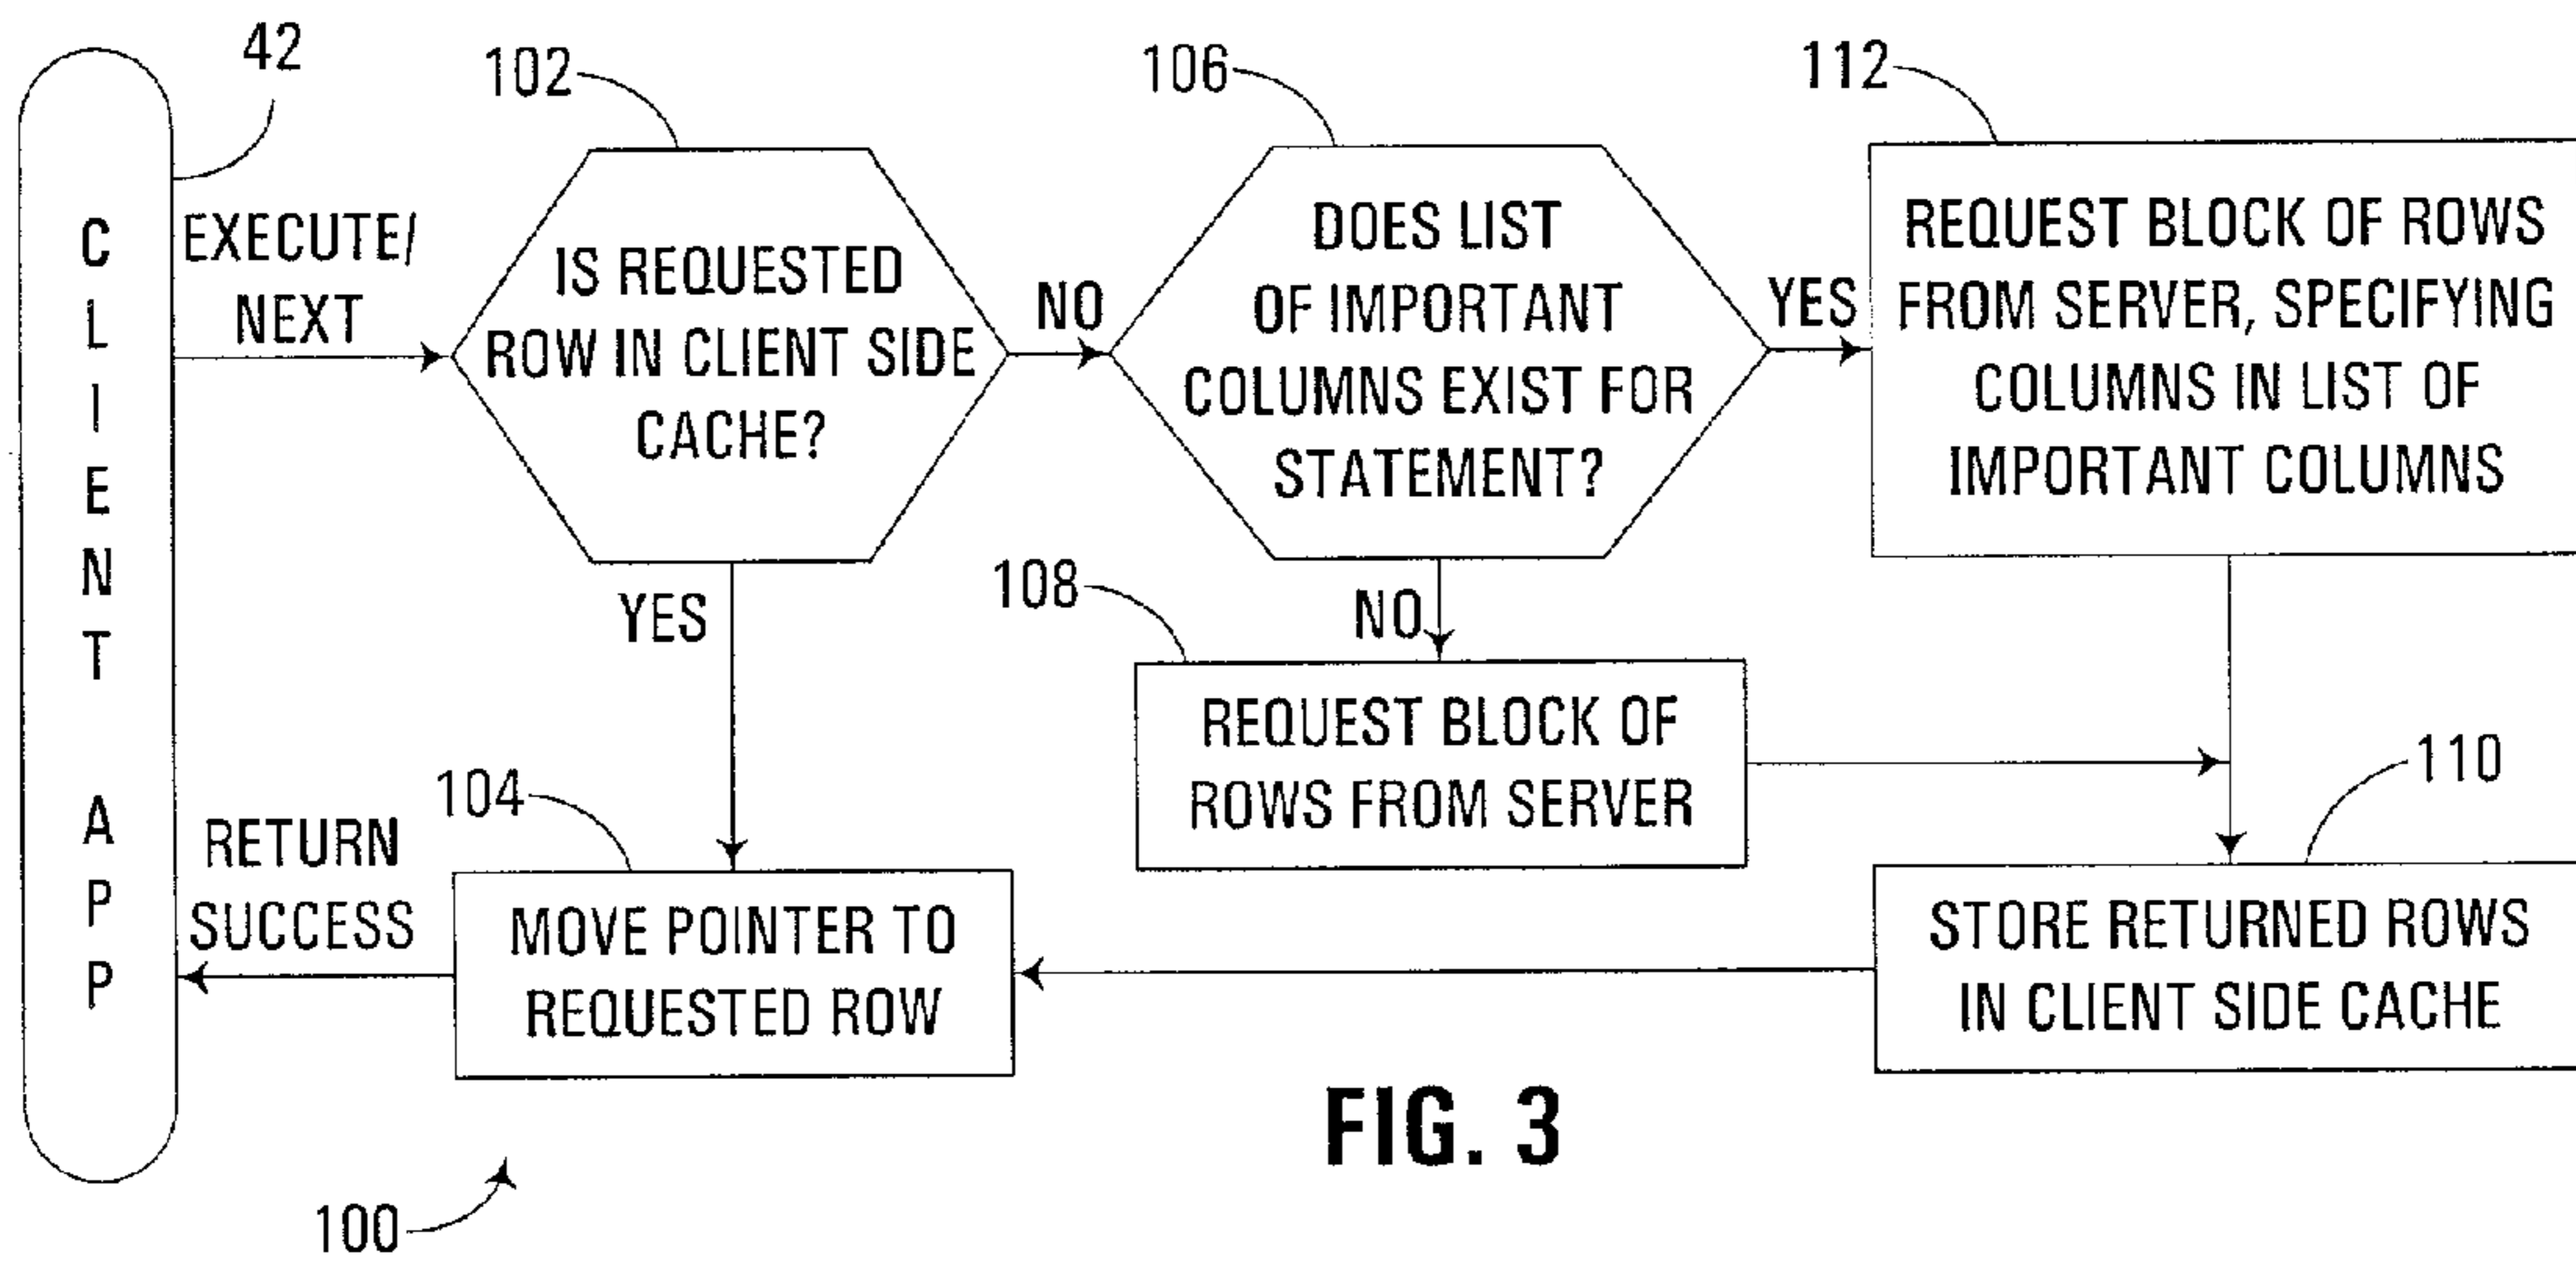 42
102
106
112
CLIENT APP
EXECUTE/
NEXT
IS REQUESTED
ROW IN CLIENT SIDE
CACHE?
NO
DOES LIST
OF IMPORTANT
COLUMNS EXIST FOR
STATEMENT?
YES
REQUEST BLOCK OF ROWS
FROM SERVER, SPECIFYING
COLUMNS IN LIST OF
IMPORTANT COLUMNS
YES
108
NO
REQUEST BLOCK OF
ROWS FROM SERVER
110
104
RETURN
SUCCESS
MOVE POINTER TO
REQUESTED ROW
STORE RETURNED ROWS
IN CLIENT SIDE CACHE
FIG. 3
100